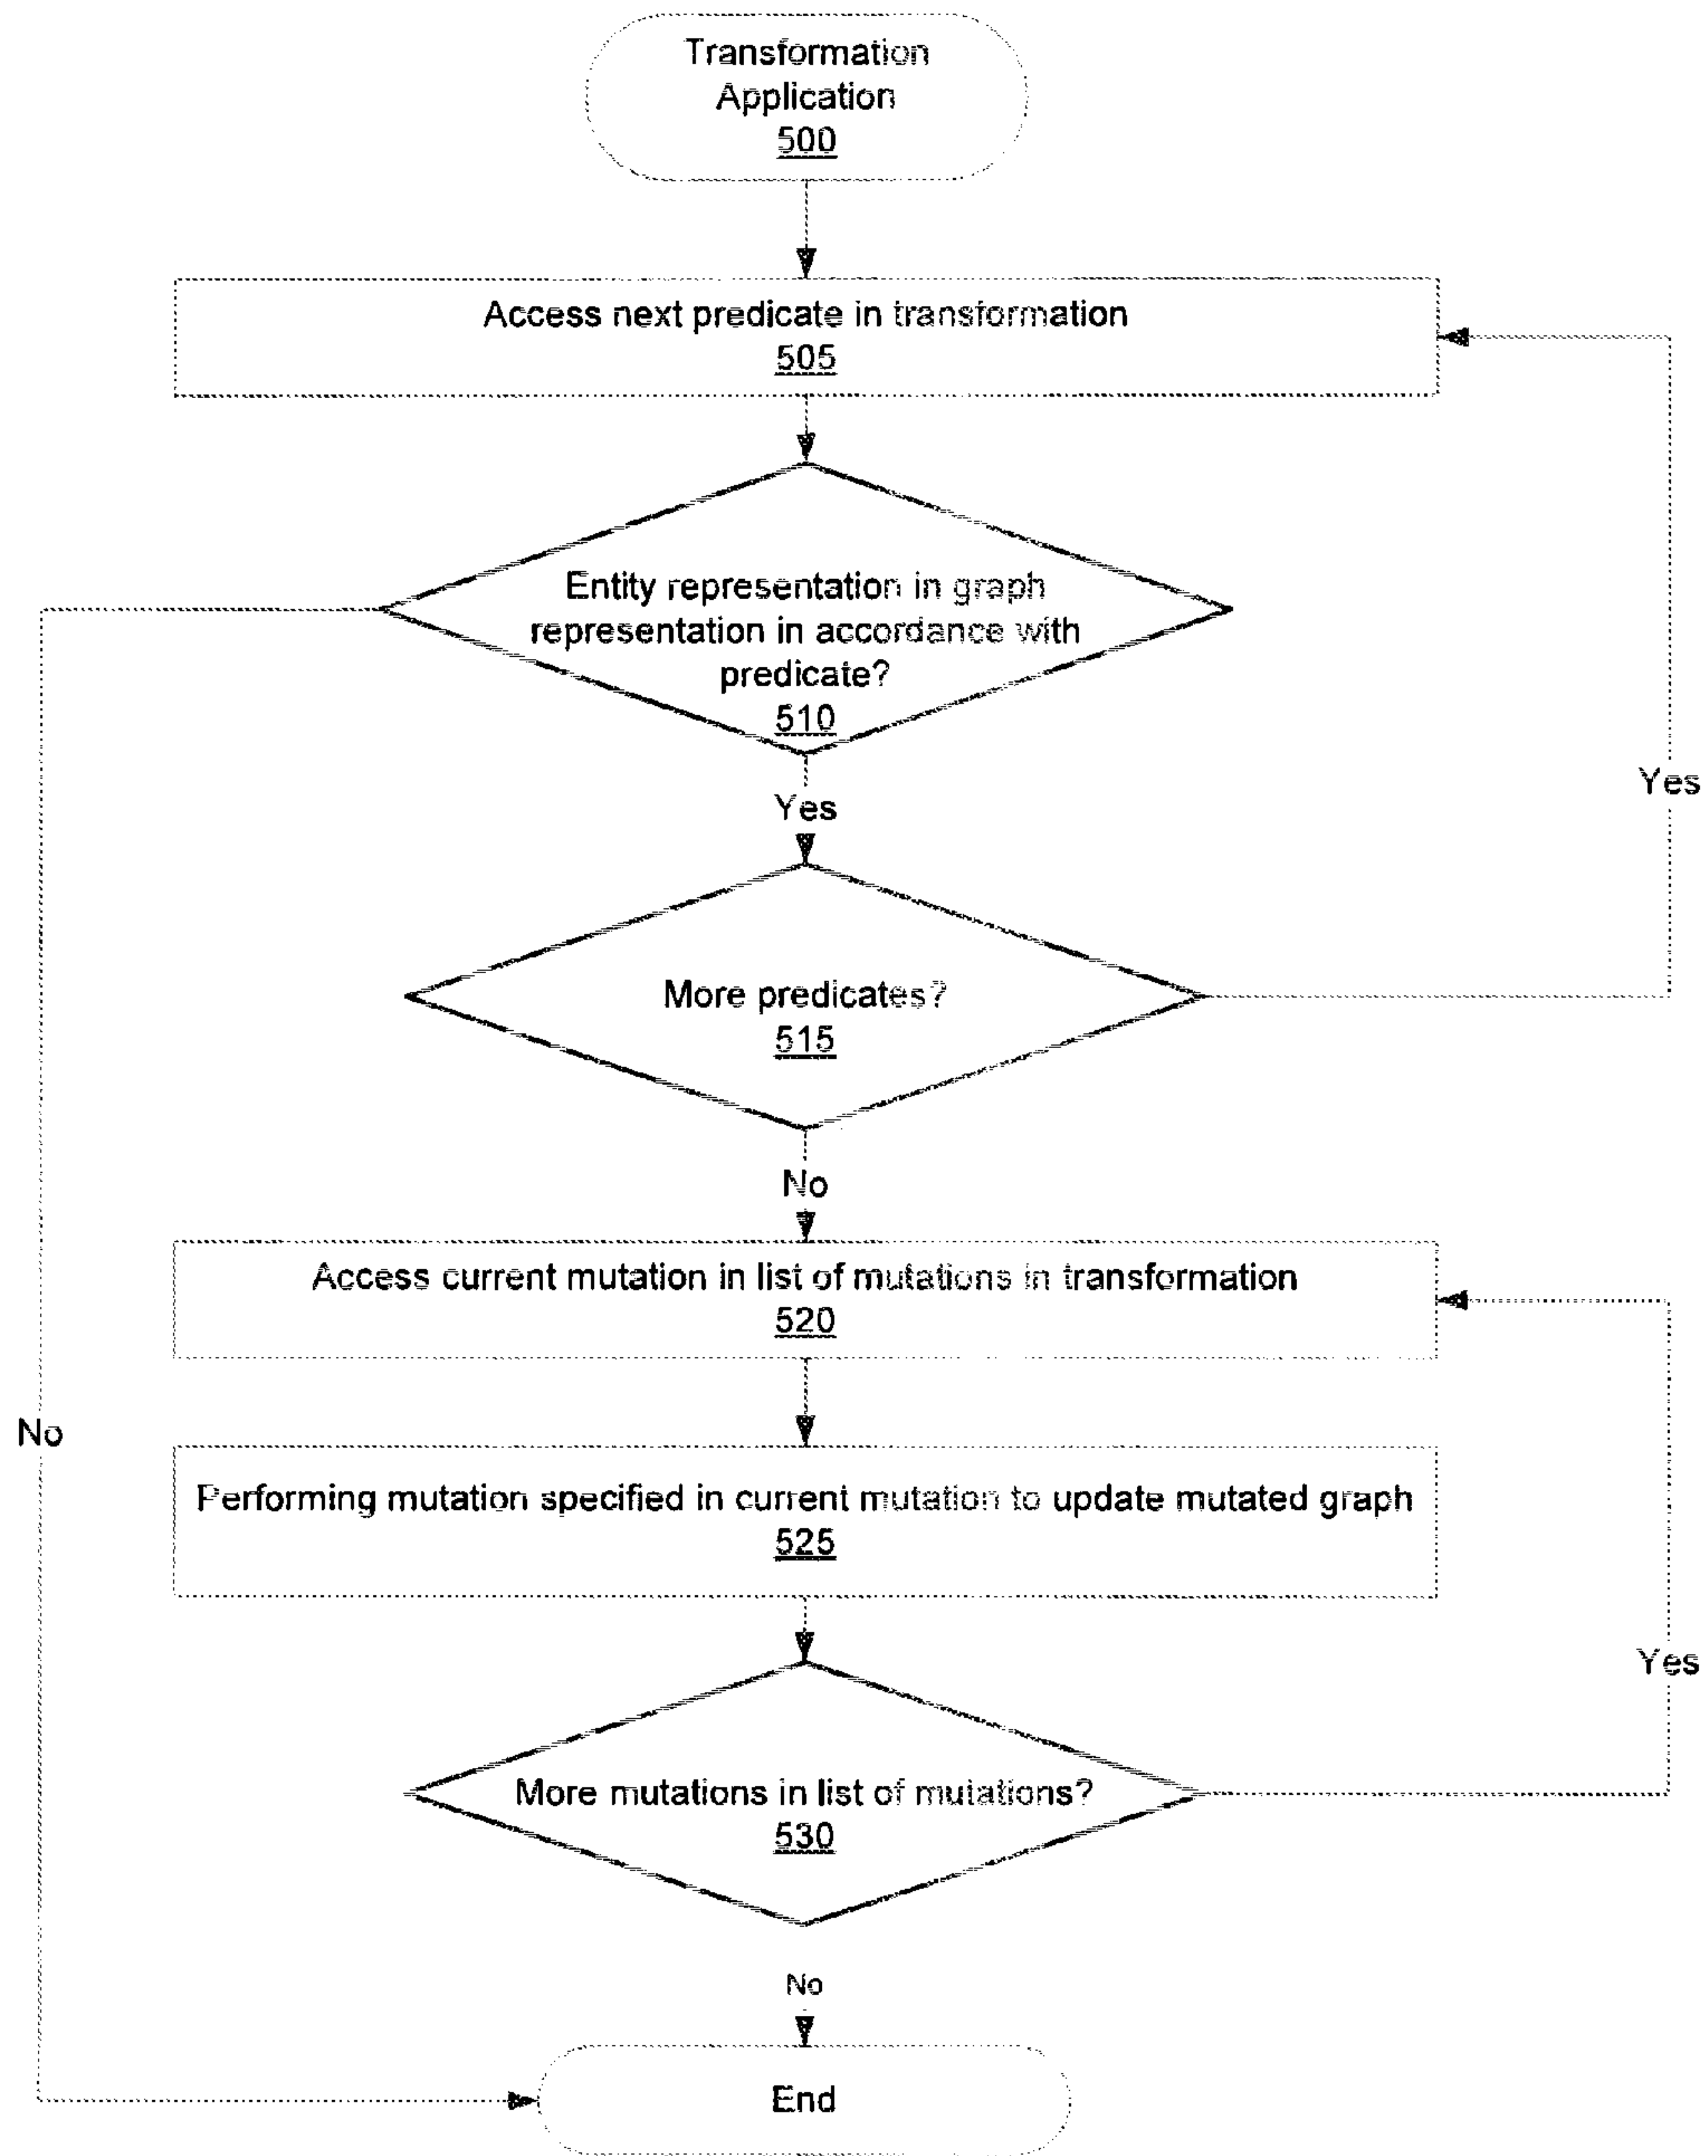 Transformation
Application
500
Access next predicate in transformation
505
Entity representation in graph
representation in accordance with
predicate?
510
Yes
Yes
More predicates?
515
No
Access current mutation in list of mutations in transformation
520
No
Performing mutation specified in current mutation to update mutated graph
525
Yes
More mutations in list of mutations?
530
No
End